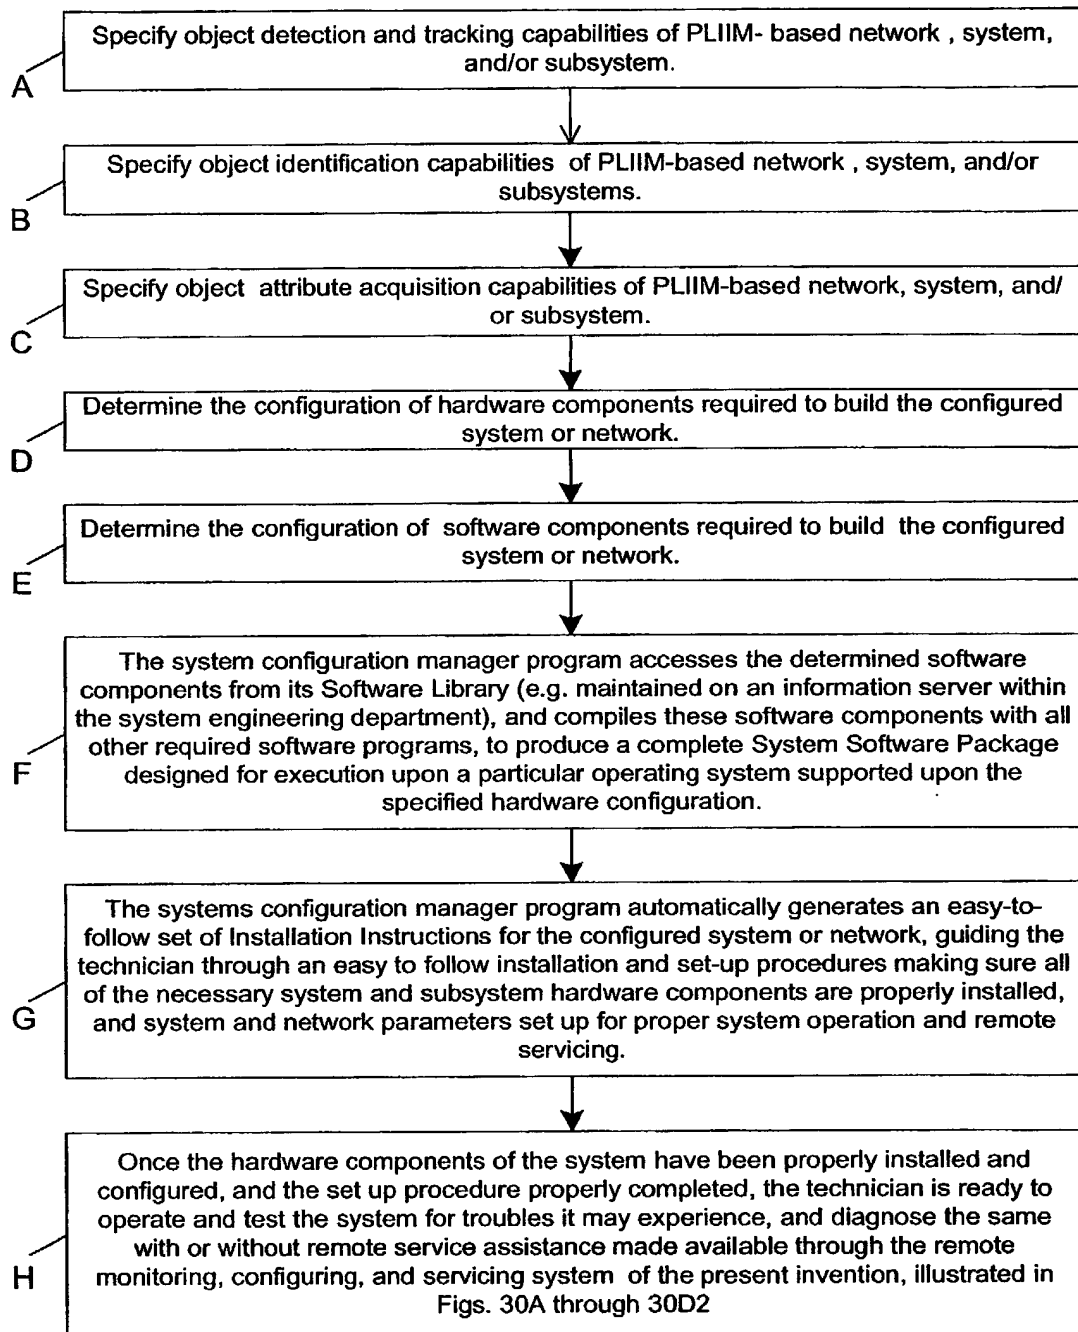 Specify object detection and tracking capabilities of PLIIM- based network , system,
and/or subsystem.
A
Specify object identification capabilities of PLIIM-based network , system, and/or
subsystems.
B
Specify object attribute acquisition capabilities of PLIIM-based network, system, and/
or subsystem.
C
Determine the configuration of hardware components required to build the configured
system or network.
D
Determine the configuration of software components required to build the configured
system or network.
E
The system configuration manager program accesses the determined software
components from its Software Library (e.g. maintained on an information server within
the system engineering department), and compiles these software components with all
other required software programs, to produce a complete System Software Package
designed for execution upon a particular operating system supported upon the
specified hardware configuration.
F
The systems configuration manager program automatically generates an easy-to-
follow set of Installation Instructions for the configured system or network, guiding the
technician through an easy to follow installation and set-up procedures making sure all
of the necessary system and subsystem hardware components are properly installed,
and system and network parameters set up for proper system operation and remote
servicing.
G
Once the hardware components of the system have been properly installed and
configured, and the set up procedure properly completed, the technician is ready to
operate and test the system for troubles it may experience, and diagnose the same
with or without remote service assistance made available through the remote
monitoring, configuring, and servicing system of the present invention, illustrated in
Figs. 30A through 30D2
H